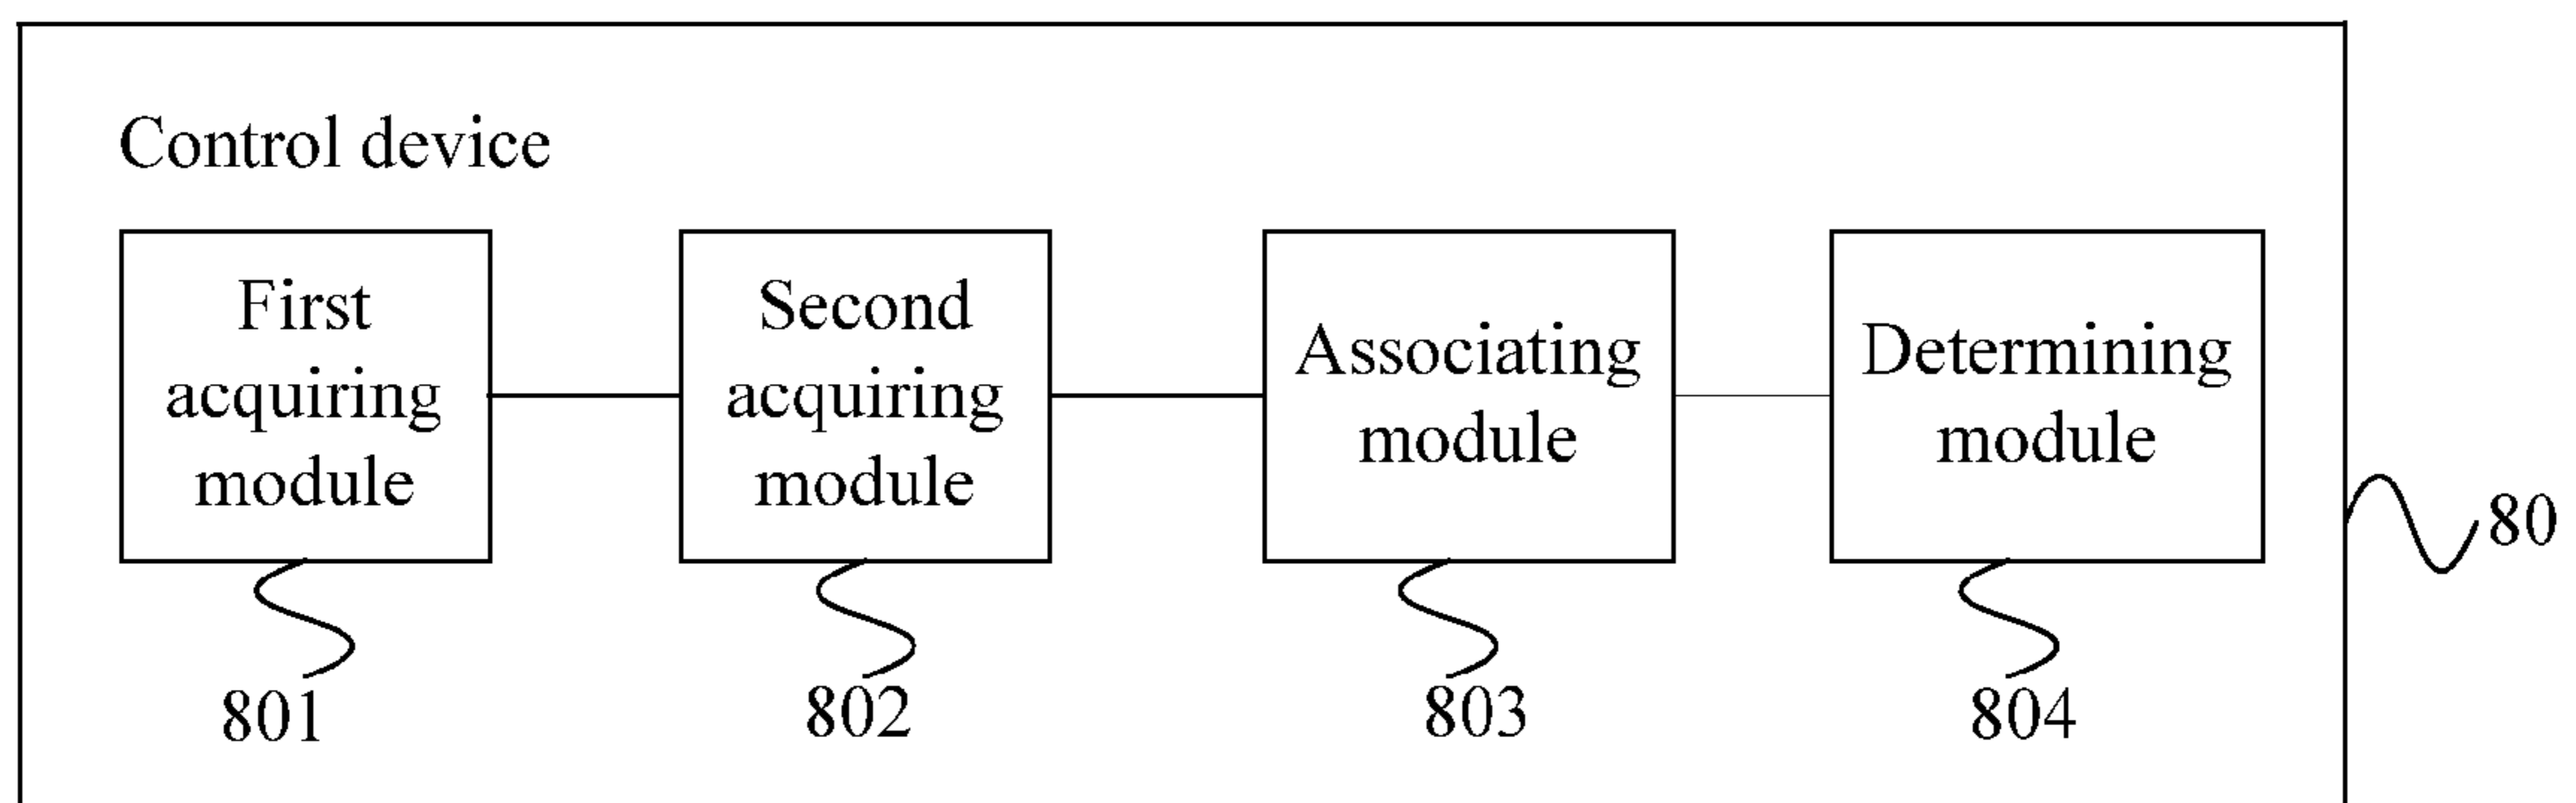 Control device
First
acquiring
module
Second
acquiring
module
Associating
module
Determining
module
80
801
802
803
804